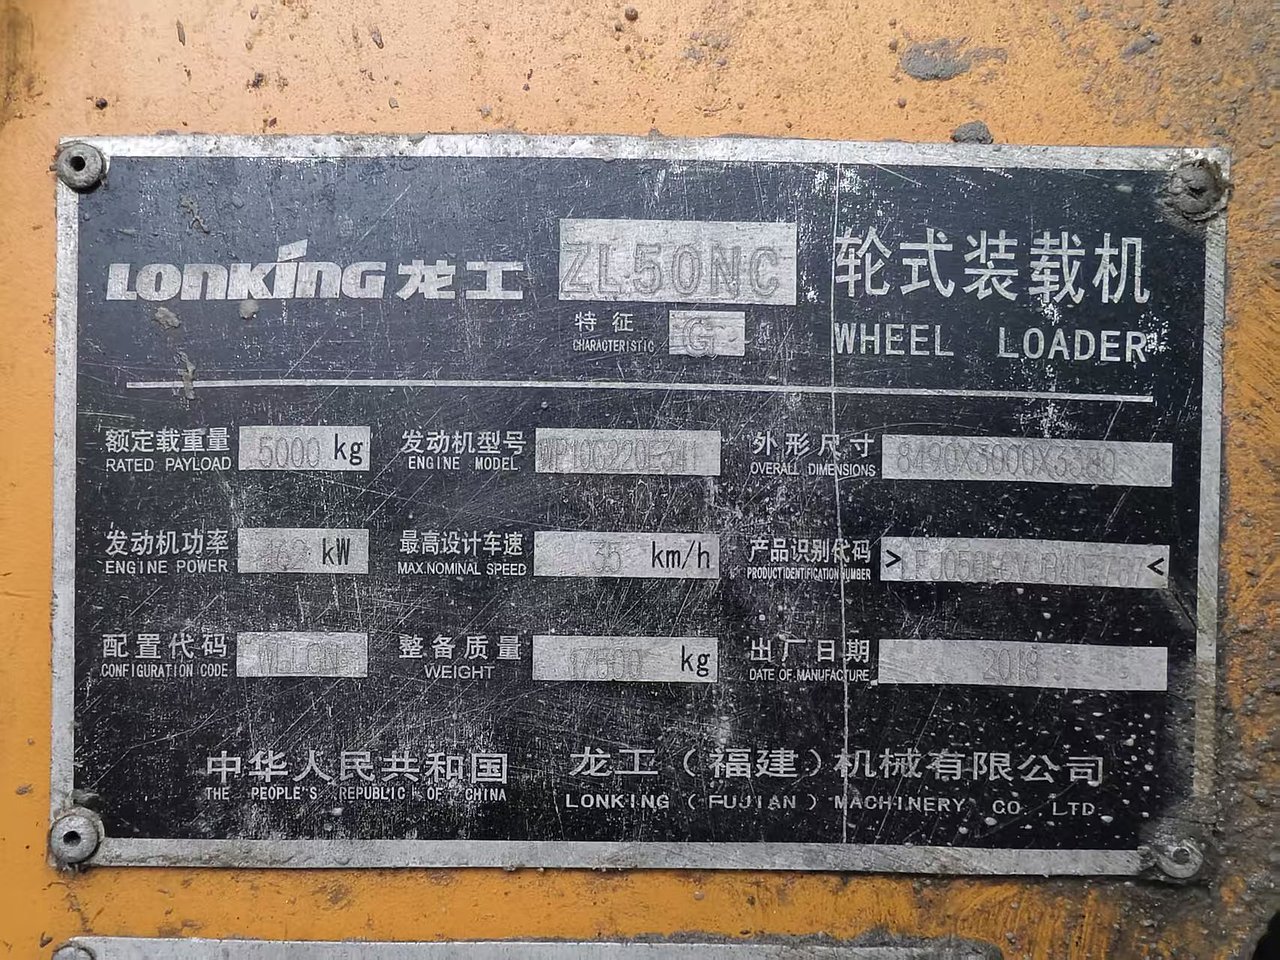 LONKING 龙工 ZL50NC 轮式装载机
特征 G
CHARACTERISTIC
WHEEL LOADER
额定载重量 5000 kg 发动机型号 外形尺寸
RATED PAYLOAD ENGINE MODEL OVERALL DIMENSIONS
发动机功率 162 kW 最高设计车速 35 km/h 产品识别代码 > <
ENGINE POWER MAX.NOMINAL SPEED PRODUCT IDENTIFICATION NUMBER
配置代码 整备质量 17500 kg 出厂日期
CONFIGURATION CODE WEIGHT DATE OF MANUFACTURE
中华人民共和国 龙工（福建）机械有限公司
THE PEOPLE'S REPUBLIC OF CHINA LONKING (FUJIAN) MACHINERY CO. LTD.